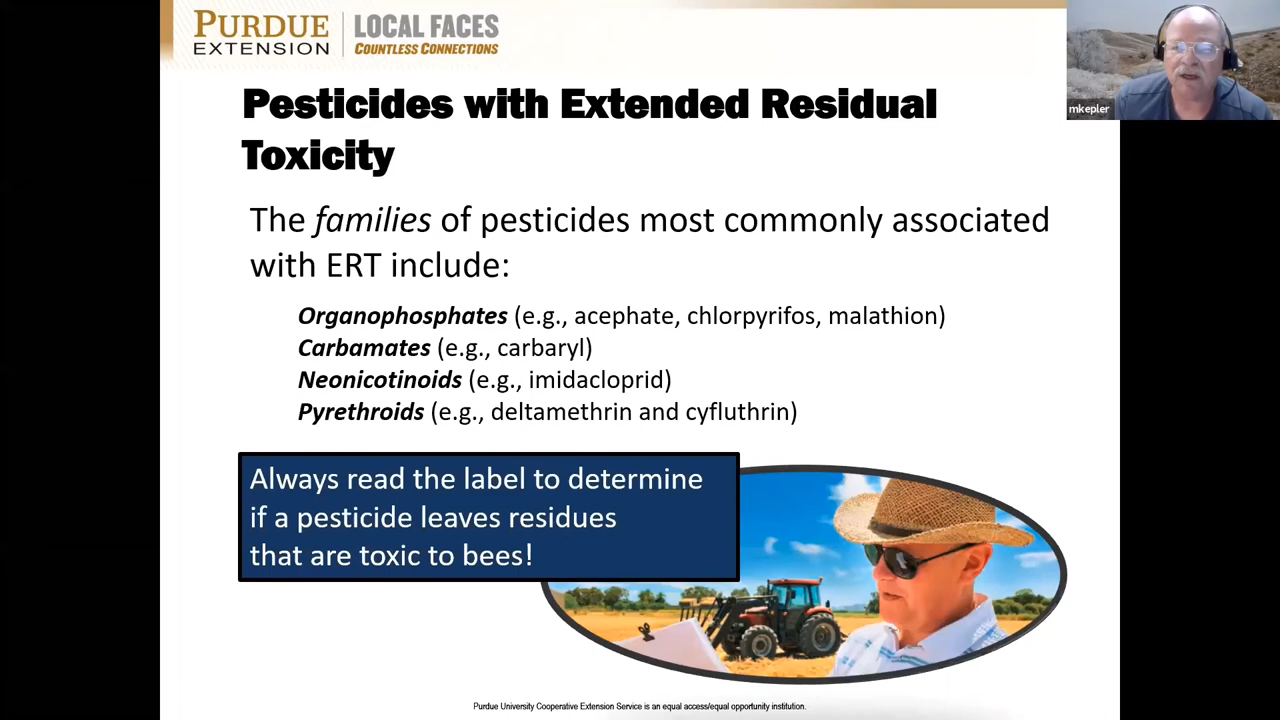 PURDUE
EXTENSION
LOCAL FACES
COUNTLESS CONNECTIONS
mkepler
Pesticides with Extended Residual
Toxicity
The families of pesticides most commonly associated
with ERT include:
Organophosphates (e.g., acephate, chlorpyrifos, malathion)
Carbamates (e.g., carbaryl)
Neonicotinoids (e.g., imidacloprid)
Pyrethroids (e.g., deltamethrin and cyfluthrin)
Always read the label to determine
if a pesticide leaves residues
that are toxic to bees!
Purdue University Cooperative Extension Service is an equal access/equal opportunity institution.